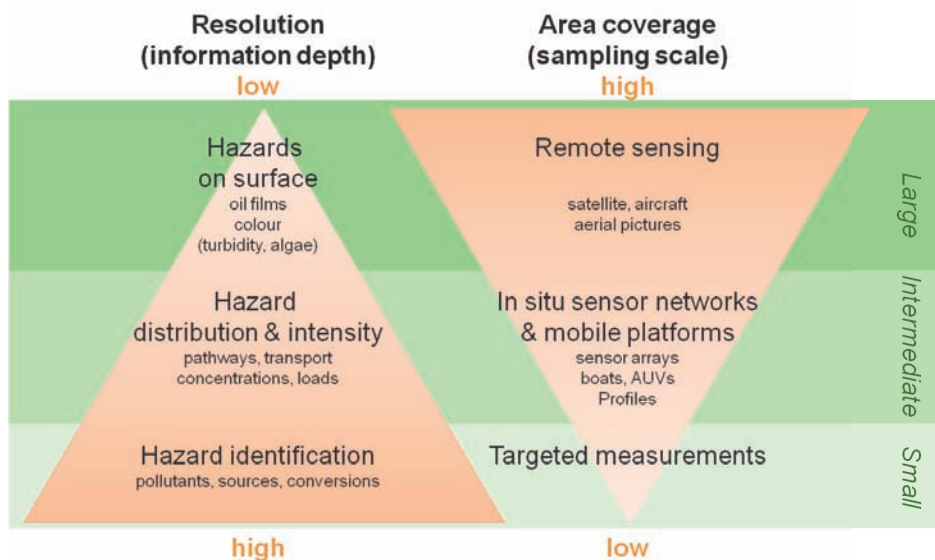 Resolution
(information depth)
low
Hazards
on surface
oil films
colour
(turbidity, algae)
Hazard
distribution & intensity
pathways, transport
concentrations, loads
Hazard identification
pollutants, sources, conversions
high
Area coverage
(sampling scale)
high
Remote sensing
satellite, aircraft
aerial pictures
In situ sensor networks
& mobile platforms
sensor arrays
boats, AUVs
Profiles
Targeted measurements
low
Large
Intermediate
Small